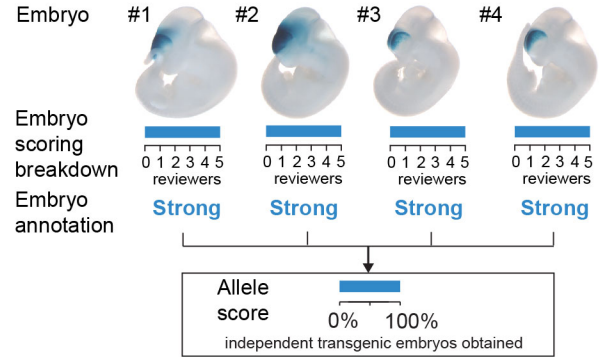 Embryo #1 #2 #3 #4
Embryo
scoring
breakdown
0 1 2 3 4 5 0 1 2 3 4 5 0 1 2 3 4 5 0 1 2 3 4 5
reviewers reviewers reviewers reviewers
Embryo
annotation
Strong Strong Strong Strong
Allele
score
0% 100%
independent transgenic embryos obtained